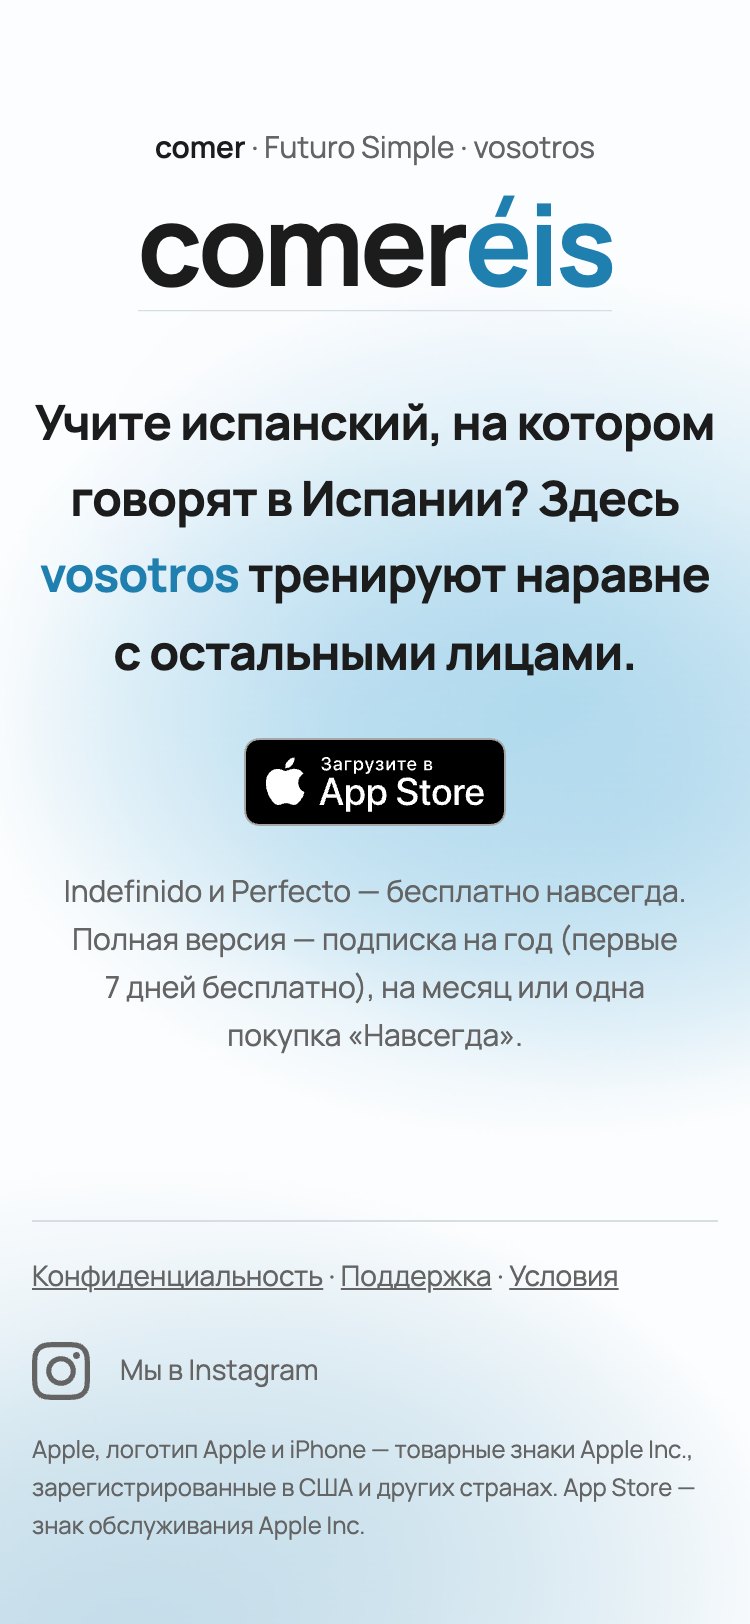 comer · Futuro Simple · vosotros
comeréis
Учите испанский, на котором
говорят в Испании? Здесь
vosotros тренируют наравне
с остальными лицами.
Загрузите в
App Store
Indefinido и Perfecto — бесплатно навсегда.
Полная версия — подписка на год (первые
7 дней бесплатно), на месяц или одна
покупка «Навсегда».
Конфиденциальность · Поддержка · Условия
Мы в Instagram
Apple, логотип Apple и iPhone — товарные знаки Apple Inc.,
зарегистрированные в США и других странах. App Store —
знак обслуживания Apple Inc.